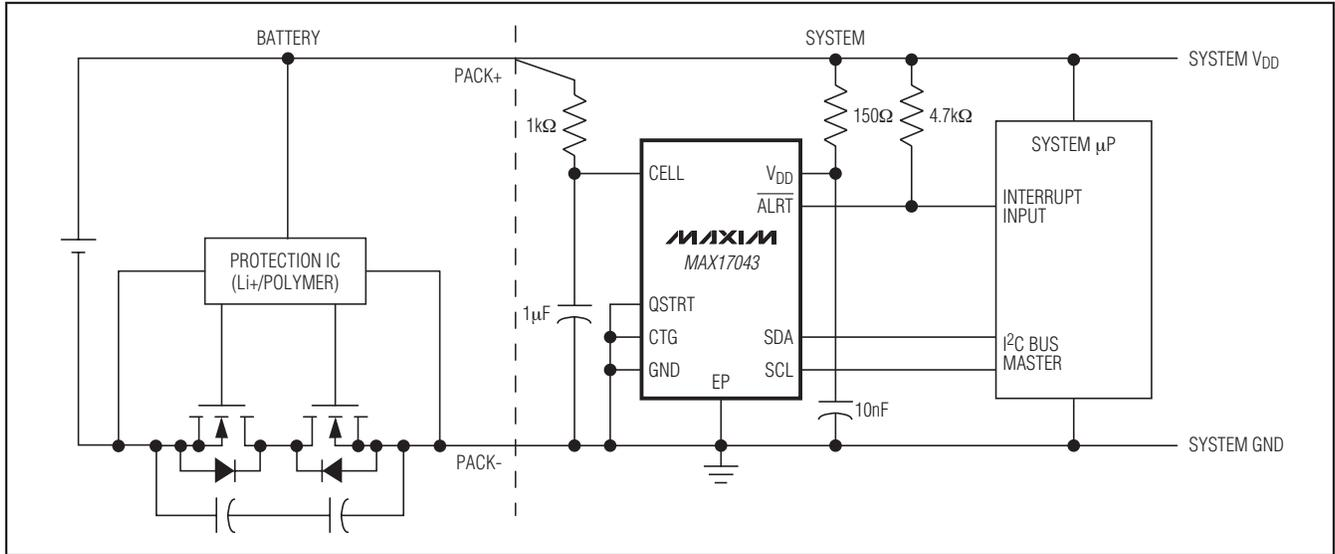 BATTERY
SYSTEM
SYSTEM VDD
PACK+
1kΩ
150Ω
4.7kΩ
SYSTEM µP
CELL
VDD
ALRT
INTERRUPT
INPUT
MAXIM
MAX17043
PROTECTION IC
(Li+/POLYMER)
1µF
QSTRT
CTG
SDA
I2C BUS
MASTER
GND
SCL
EP
10nF
PACK-
SYSTEM GND